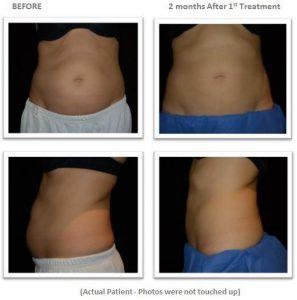 BEFORE
2 months After 1ST Treatment
(Actual Patient - Photos were not touched up)